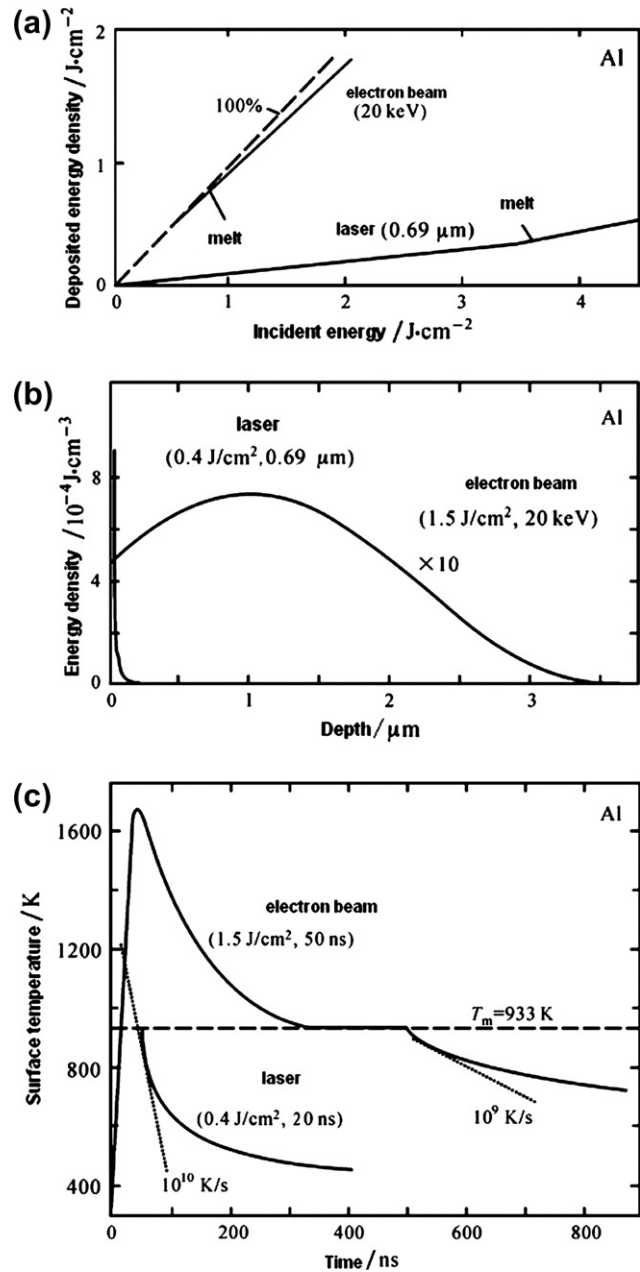 (a)
Deposited energy density / J·cm⁻²
2
1
0
Al
100%
electron beam
(20 keV)
melt
laser (0.69 μm)
melt
0 1 2 3 4
Incident energy / J·cm⁻²
(b)
Energy density / 10⁻⁴ J·cm⁻³
8
4
0
Al
laser
(0.4 J/cm², 0.69 μm)
electron beam
(1.5 J/cm², 20 keV)
×10
0 1 2 3
Depth / μm
(c)
Surface temperature / K
1600
1200
800
400
Al
electron beam
(1.5 J/cm², 50 ns)
Tₘ=933 K
laser
(0.4 J/cm², 20 ns)
10⁹ K/s
10¹⁰ K/s
0 200 400 600 800
Time / ns